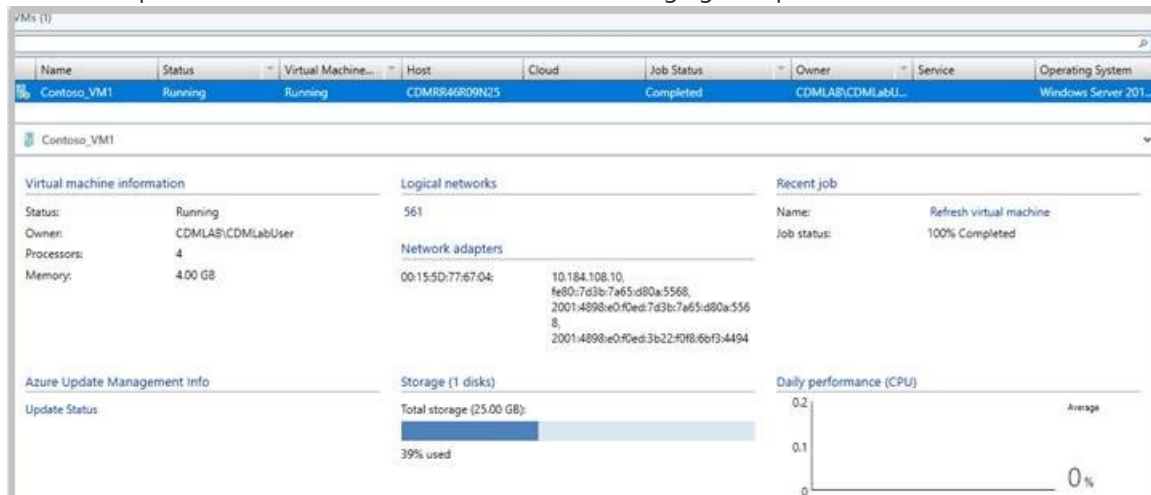 VMs (1)
Name Status Virtual Machine... Host Cloud Job Status Owner Service Operating System
Contoso_VM1 Running Running CDMRR46R09N25 Completed CDMLAB\CDMLabU... Windows Server 201...
Contoso_VM1
Virtual machine information
Status: Running
Owner: CDMLAB\CDMLabUser
Processors: 4
Memory: 4.00 GB
Logical networks
561
Network adapters
00:15:5D:77:67:04: 10.184.108.10,
fe80::7d3b:7a65:d80a:5568,
2001:4898:e0:f0ed:7d3b:7a65:d80a:556
8,
2001:4898:e0:f0ed:3b22:f0f8:6bf3:4494
Recent job
Name: Refresh virtual machine
Job status: 100% Completed
Azure Update Management Info
Update Status
Storage (1 disks)
Total storage (25.00 GB):
39% used
Daily performance (CPU)
0.2
Average
0.1
0 %
0